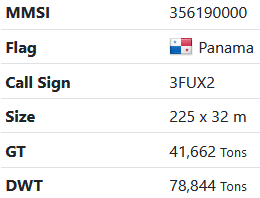 MMSI 356190000
Flag Panama
Call Sign 3FUX2
Size 225 x 32 m
GT 41,662 Tons
DWT 78,844 Tons